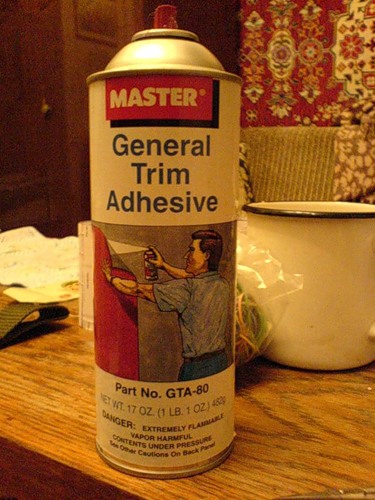 MASTER®
General
Trim
Adhesive
Part No. GTA-80
NET WT. 17 OZ. (1 LB. 1 OZ.) 452g
DANGER: EXTREMELY FLAMMABLE
VAPOR HARMFUL
CONTENTS UNDER PRESSURE
See Other Cautions On Back Panel